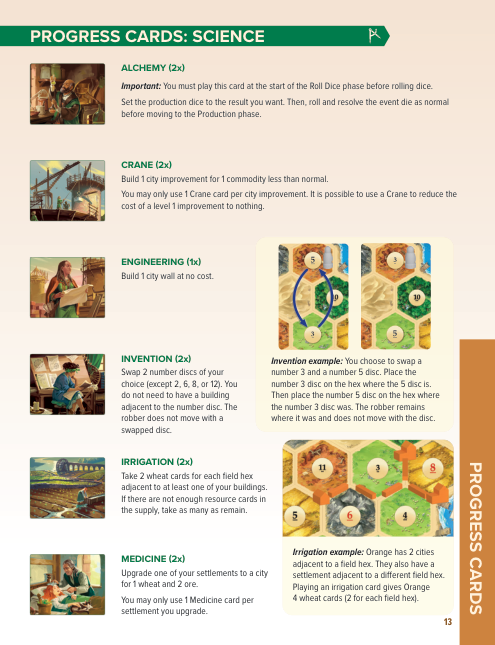 PROGRESS CARDS: SCIENCE
ALCHEMY (2x)
Important: You must play this card at the start of the Roll Dice phase before rolling dice.
Set the production dice to the result you want. Then, roll and resolve the event die as normal
before moving to the Production phase.
CRANE (2x)
Build 1 city improvement for 1 commodity less than normal.
You may only use 1 Crane card per city improvement. It is possible to use a Crane to reduce the
cost of a level 1 improvement to nothing.
ENGINEERING (1x)
Build 1 city wall at no cost.
5
10
3
3
10
5
INVENTION (2x)
Swap 2 number discs of your
choice (except 2, 6, 8, or 12). You
do not need to have a building
adjacent to the number disc. The
robber does not move with a
swapped disc.
Invention example: You choose to swap a
number 3 and a number 5 disc. Place the
number 3 disc on the hex where the 5 disc is.
Then place the number 5 disc on the hex where
the number 3 disc was. The robber remains
where it was and does not move with the disc.
IRRIGATION (2x)
Take 2 wheat cards for each field hex
adjacent to at least one of your buildings.
If there are not enough resource cards in
the supply, take as many as remain.
11
3
8
5
6
4
Irrigation example: Orange has 2 cities
adjacent to a field hex. They also have a
settlement adjacent to a different field hex.
Playing an irrigation card gives Orange
4 wheat cards (2 for each field hex).
MEDICINE (2x)
Upgrade one of your settlements to a city
for 1 wheat and 2 ore.
You may only use 1 Medicine card per
settlement you upgrade.
PROGRESS CARDS
13